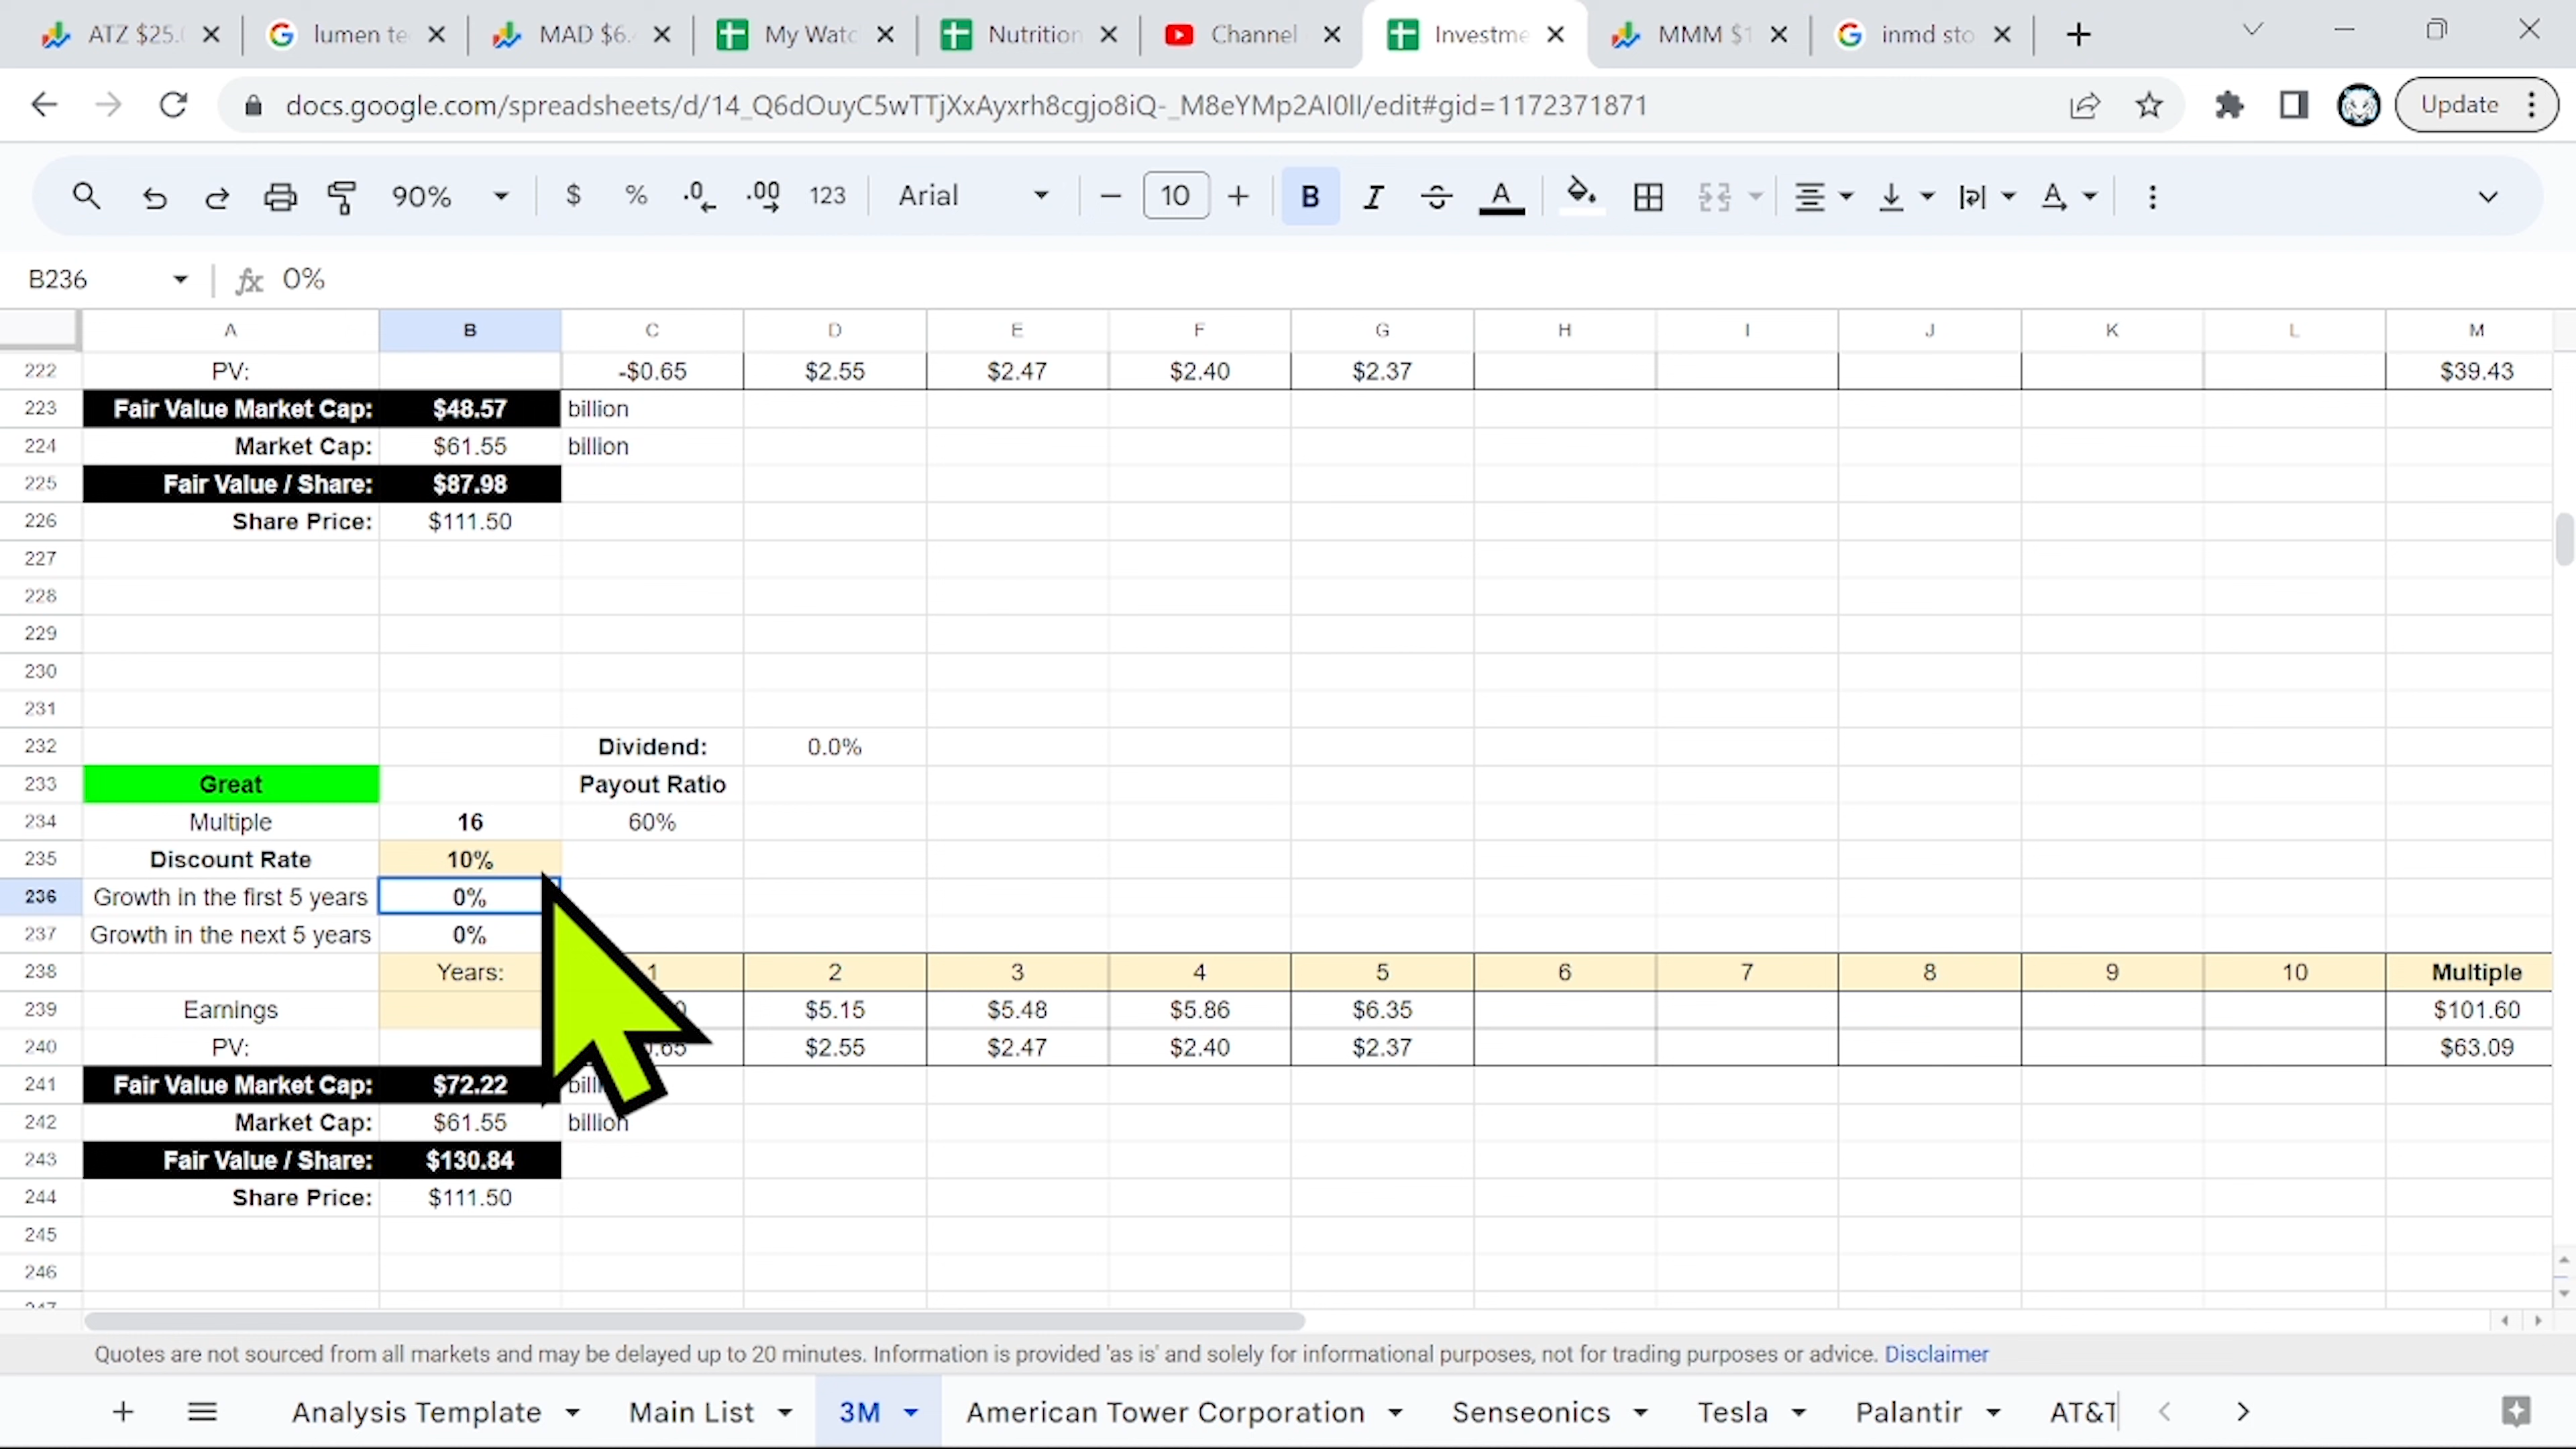 ATZ $25.0 lumen te MAD $6. My Watc Nutrition Channel Investme MMM $1 inmd sto
docs.google.com/spreadsheets/d/14_Q6dOuyC5wTTjXxAyxrh8cgjo8iQ-_M8eYMp2AI0lI/edit#gid=1172371871 Update
90% $ % .0 .00 123 Arial 10 B I A A
B236 fx 0%
A B C D E F G H I J K L M
222 PV: -$0.65 $2.55 $2.47 $2.40 $2.37 $39.43
223 Fair Value Market Cap: $48.57 billion
224 Market Cap: $61.55 billion
225 Fair Value / Share: $87.98
226 Share Price: $111.50
227
228
229
230
231
232 Dividend: 0.0%
233 Great Payout Ratio
234 Multiple 16 60%
235 Discount Rate 10%
236 Growth in the first 5 years 0%
237 Growth in the next 5 years 0%
238 Years: 1 2 3 4 5 6 7 8 9 10 Multiple
239 Earnings $5.15 $5.48 $5.86 $6.35 $101.60
240 PV: $2.55 $2.47 $2.40 $2.37 $63.09
241 Fair Value Market Cap: $72.22 billion
242 Market Cap: $61.55 billion
243 Fair Value / Share: $130.84
244 Share Price: $111.50
245
246
247
Quotes are not sourced from all markets and may be delayed up to 20 minutes. Information is provided 'as is' and solely for informational purposes, not for trading purposes or advice. Disclaimer
Analysis Template Main List 3M American Tower Corporation Senseonics Tesla Palantir AT&T